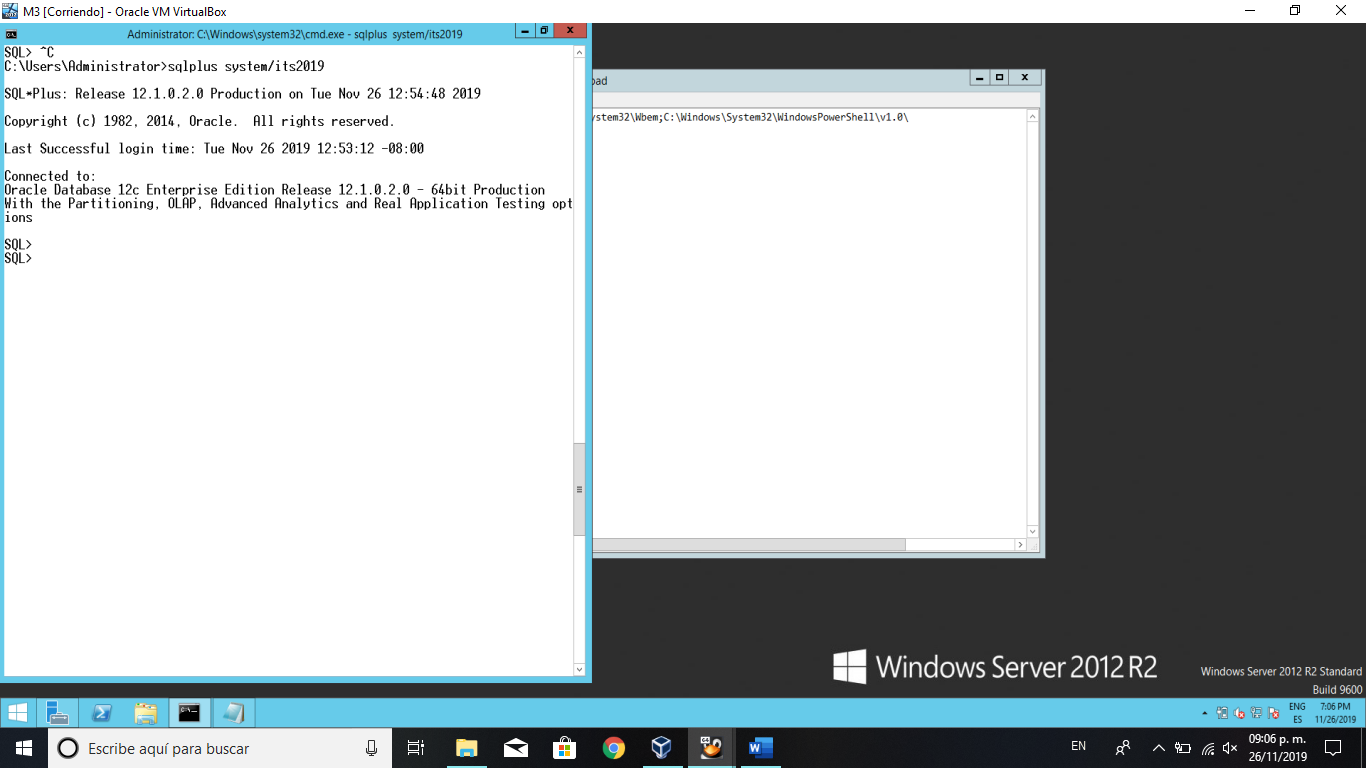 M3 [Corriendo] - Oracle VM VirtualBox
Administrator: C:\Windows\system32\cmd.exe - sqlplus system/its2019
SQL> ^C
C:\Users\Administrator>sqlplus system/its2019
SQL*Plus: Release 12.1.0.2.0 Production on Tue Nov 26 12:54:48 2019
Copyright (c) 1982, 2014, Oracle.  All rights reserved.
Last Successful login time: Tue Nov 26 2019 12:53:12 -08:00
Connected to:
Oracle Database 12c Enterprise Edition Release 12.1.0.2.0 - 64bit Production
With the Partitioning, OLAP, Advanced Analytics and Real Application Testing opt
ions
SQL>
SQL>
pad
ystem32\Wbem;C:\Windows\System32\WindowsPowerShell\v1.0\
Windows Server 2012 R2
Windows Server 2012 R2 Standard
Build 9600
ENG
ES
7:06 PM
11/26/2019
Escribe aquí para buscar
EN
09:06 p. m.
26/11/2019